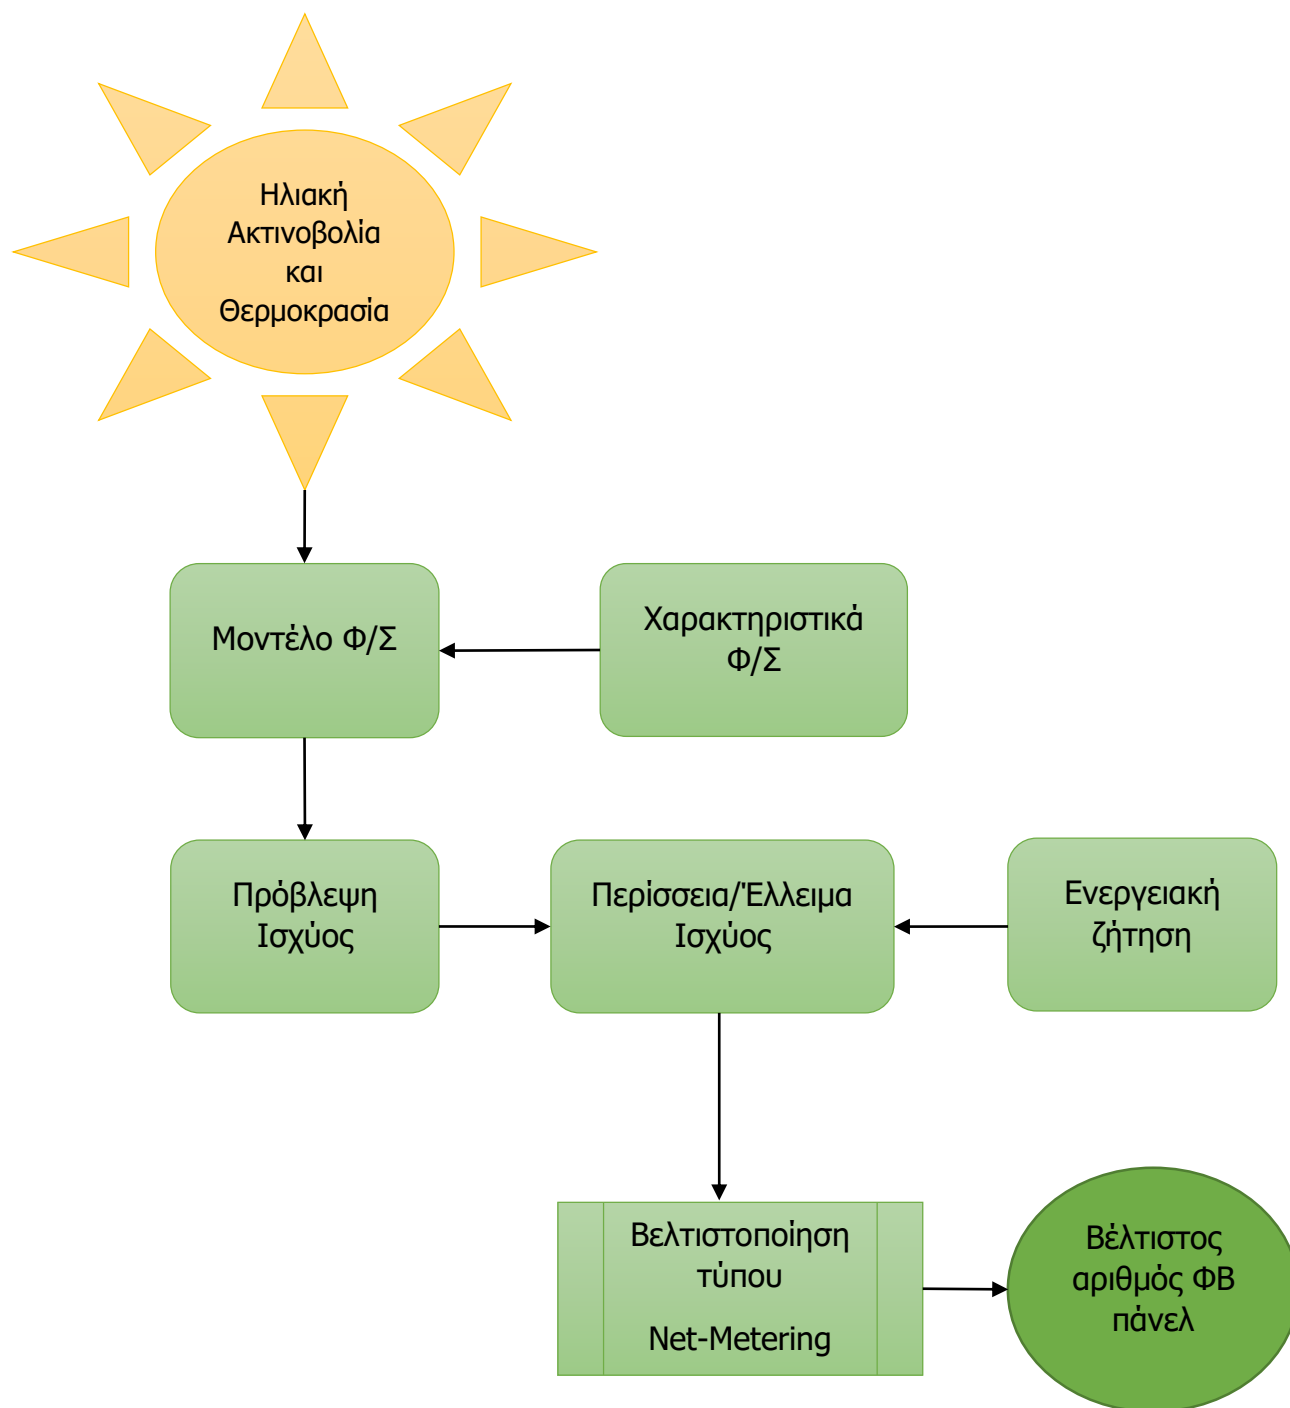 Ηλιακή
Ακτινοβολία
και
Θερμοκρασία
Μοντέλο Φ/Σ
Χαρακτηριστικά
Φ/Σ
Πρόβλεψη
Ισχύος
Περίσσεια/Έλλειμα
Ισχύος
Ενεργειακή
ζήτηση
Βελτιστοποίηση
τύπου
Net-Metering
Βέλτιστος
αριθμός ΦΒ
πάνελ